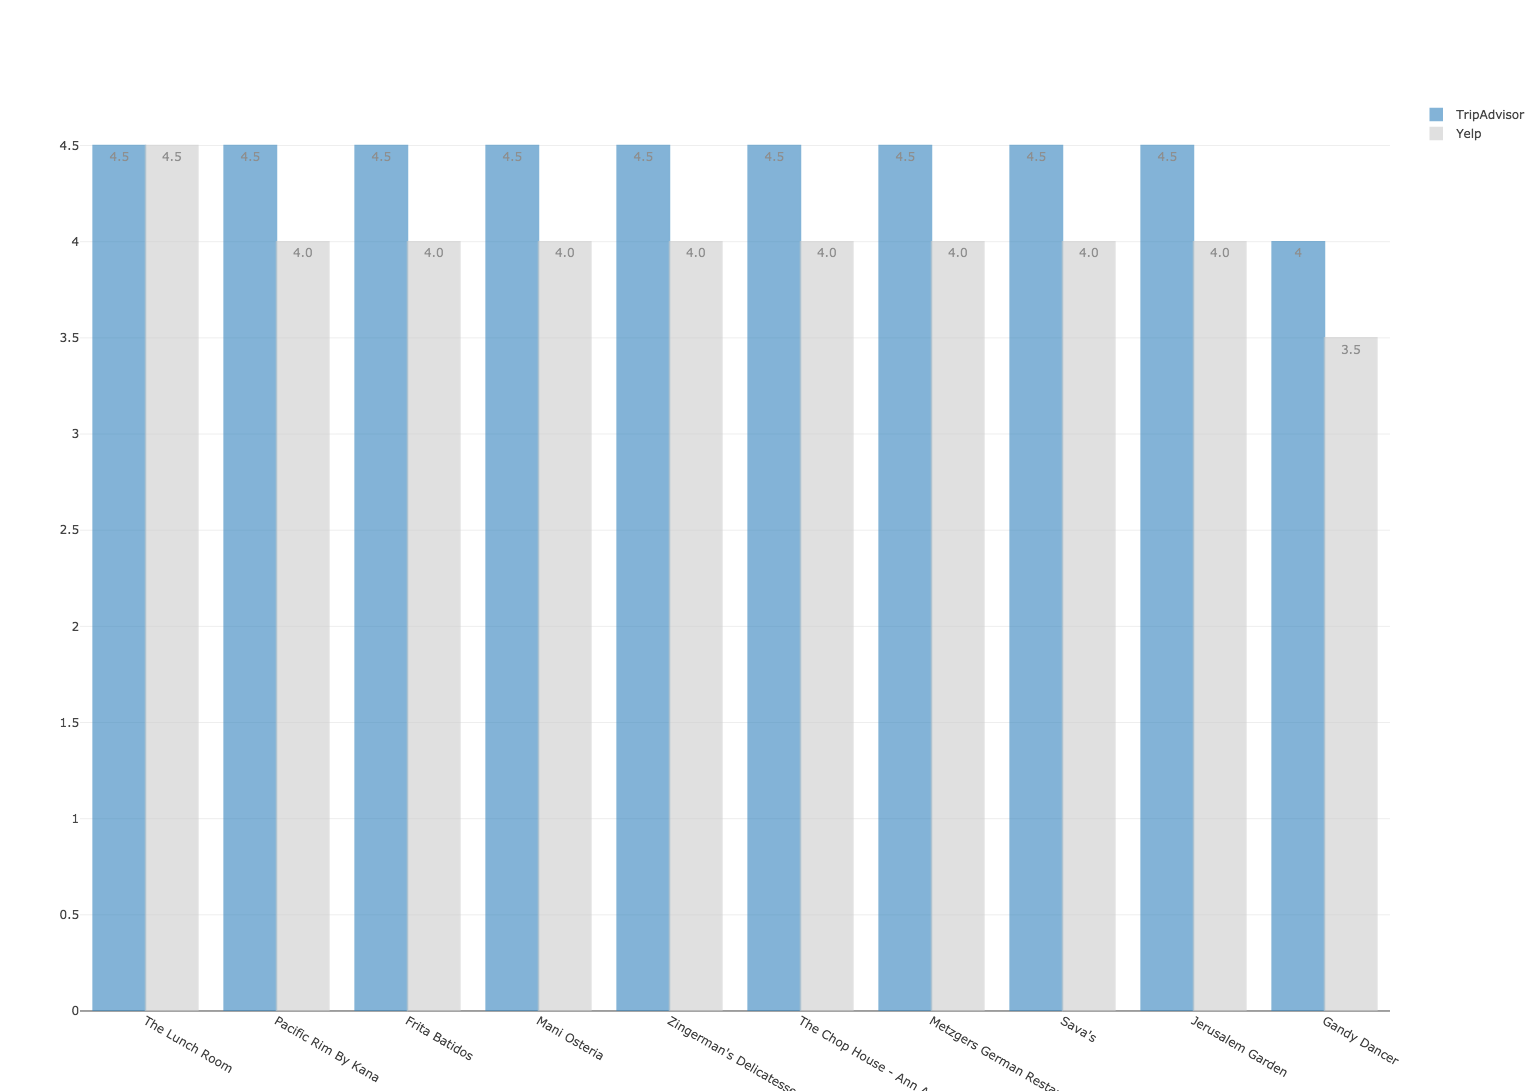 TripAdvisor
Yelp
4.5
4
3.5
3
2.5
2
1.5
1
0.5
0
4.5 4.5 4.5 4.5 4.5 4.5 4.5 4.5 4.5 4.5
4.0 4.0 4.0 4.0 4.0 4.0 4.0 4.0 4
3.5
The Lunch Room
Pacific Rim By Kana
Frita Batidos
Mani Osteria
Zingerman's Delicatesse
The Chop House - Ann A
Metzgers German Resta
Sava's
Jerusalem Garden
Gandy Dancer